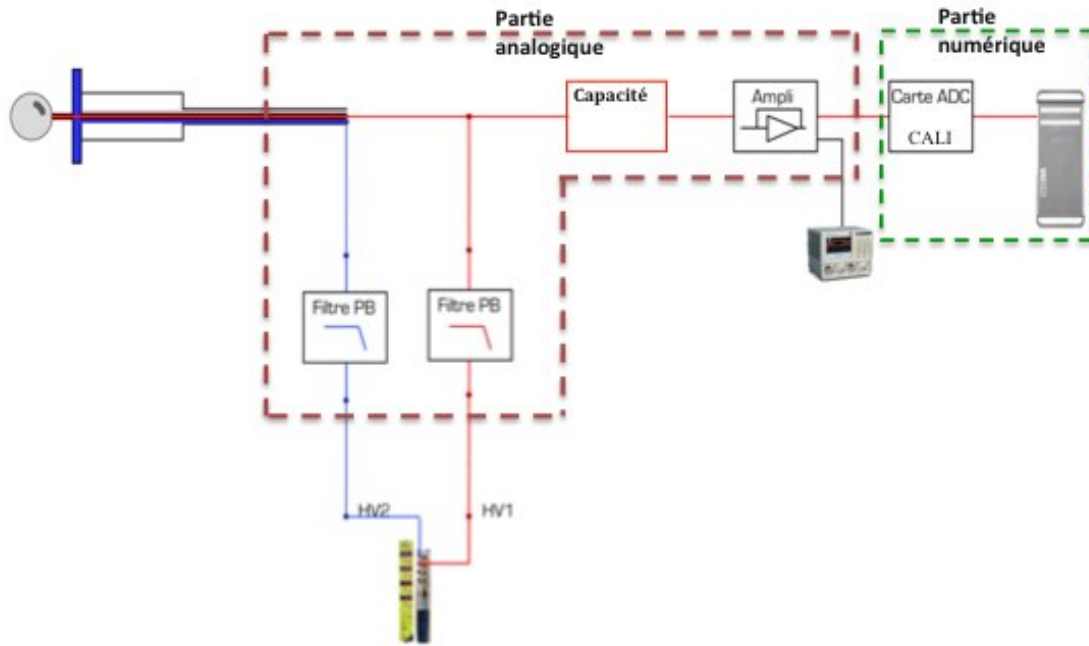 Partie
analogique
Partie
numérique
Capacité
Ampli
Carte ADC
CALI
Filtre PB
Filtre PB
HV2
HV1